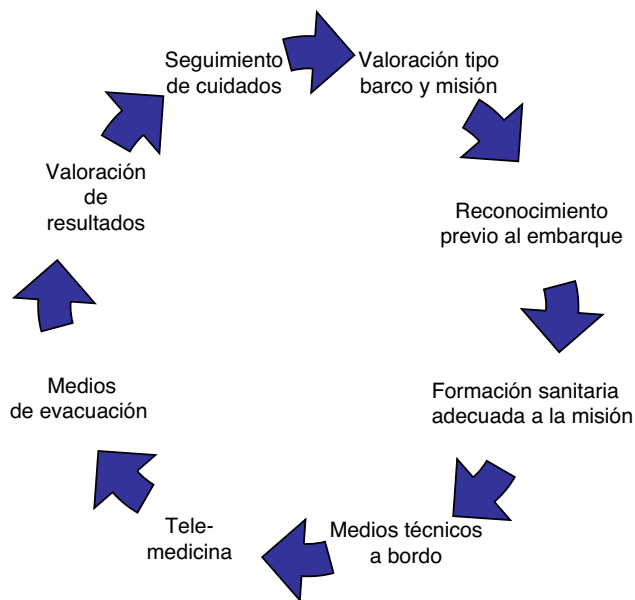 Seguimiento
de cuidados
Valoración tipo
barco y misión
Reconocimiento
previo al embarque
Formación sanitaria
adecuada a la misión
Medios técnicos
a bordo
Tele-
medicina
Medios
de evacuación
Valoración
de
resultados